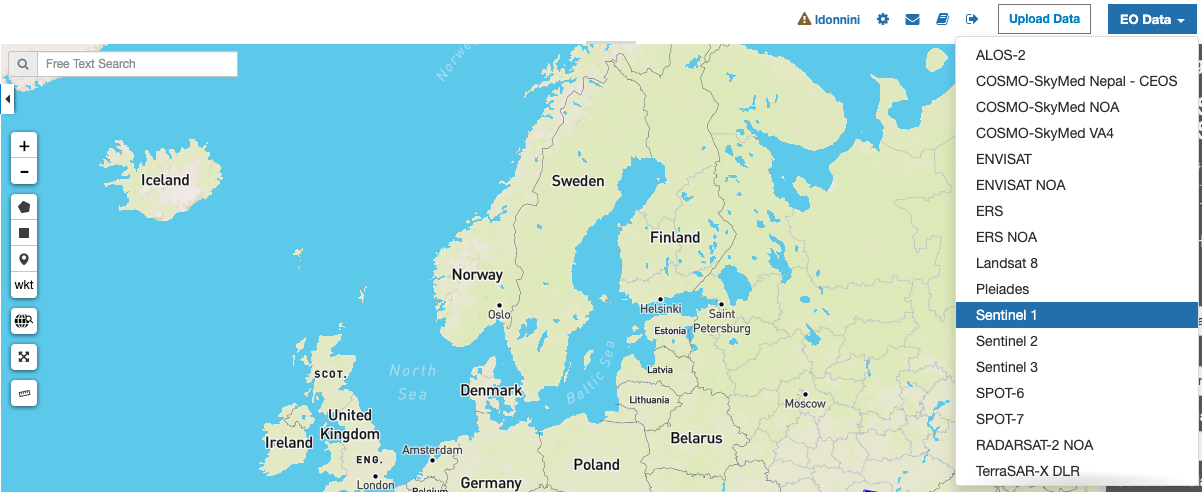 ldonnini
Upload Data
EO Data
Free Text Search
ALOS-2
COSMO-SkyMed Nepal - CEOS
COSMO-SkyMed NOA
COSMO-SkyMed VA4
ENVISAT
ENVISAT NOA
ERS
ERS NOA
Landsat 8
Pleiades
Sentinel 1
Sentinel 2
Sentinel 3
SPOT-6
SPOT-7
RADARSAT-2 NOA
TerraSAR-X DLR
+
−
wkt
Iceland
Sweden
Finland
Norway
Oslo
Helsinki
Saint
Petersburg
Estonia
North
Sea
Baltic Sea
Latvia
SCOT.
Denmark
Lithuania
Moscow
United
Kingdom
Ireland
Belarus
Amsterdam
ENG.
Poland
London
Germany
Belgium